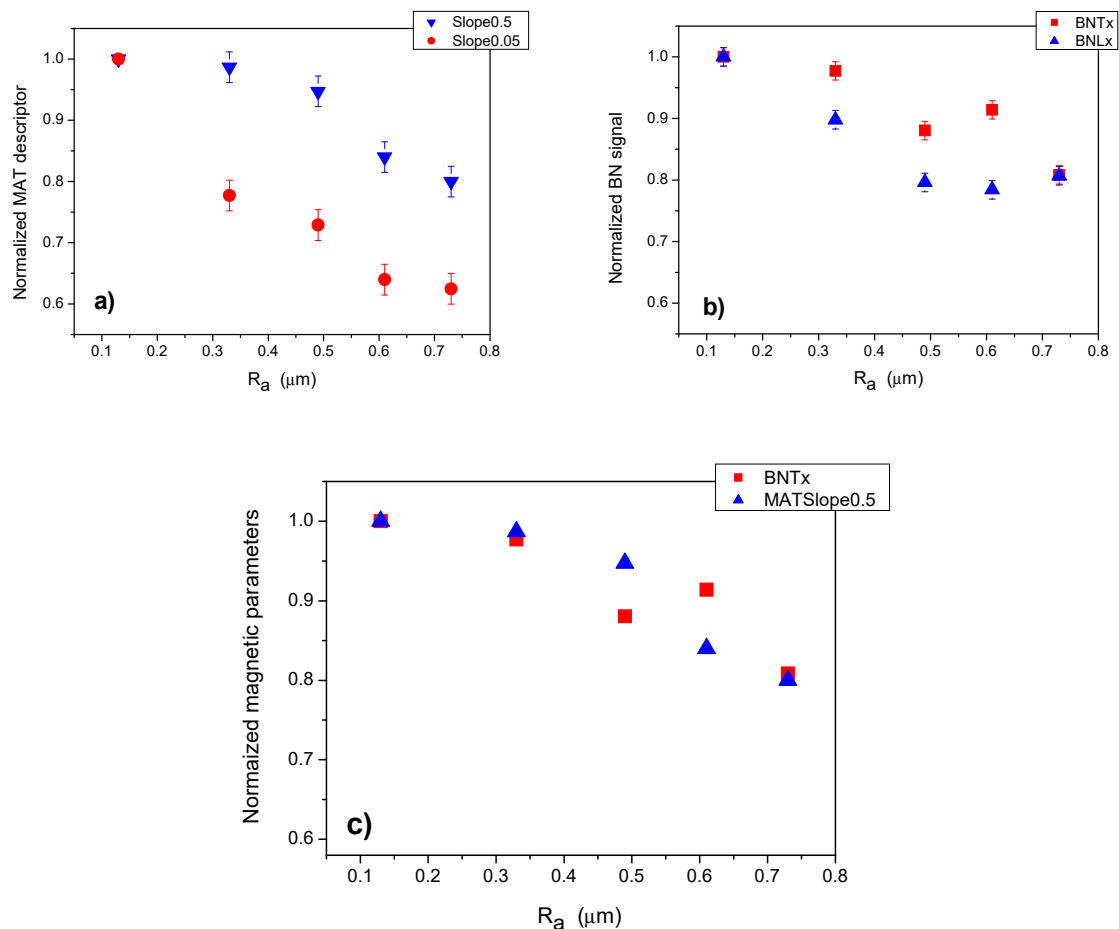 Slope0.5
Slope0.05
Normalized MAT descriptor
1.0
0.9
0.8
0.7
0.6
a)
0.1 0.2 0.3 0.4 0.5 0.6 0.7 0.8
Ra (μm)
BNTx
BNLx
Normalized BN signal
1.0
0.9
0.8
0.7
0.6
b)
0.1 0.2 0.3 0.4 0.5 0.6 0.7 0.8
Ra (μm)
BNTx
MATSlope0.5
Normaized magnetic parameters
1.0
0.9
0.8
0.7
0.6
c)
0.1 0.2 0.3 0.4 0.5 0.6 0.7 0.8
Ra (μm)